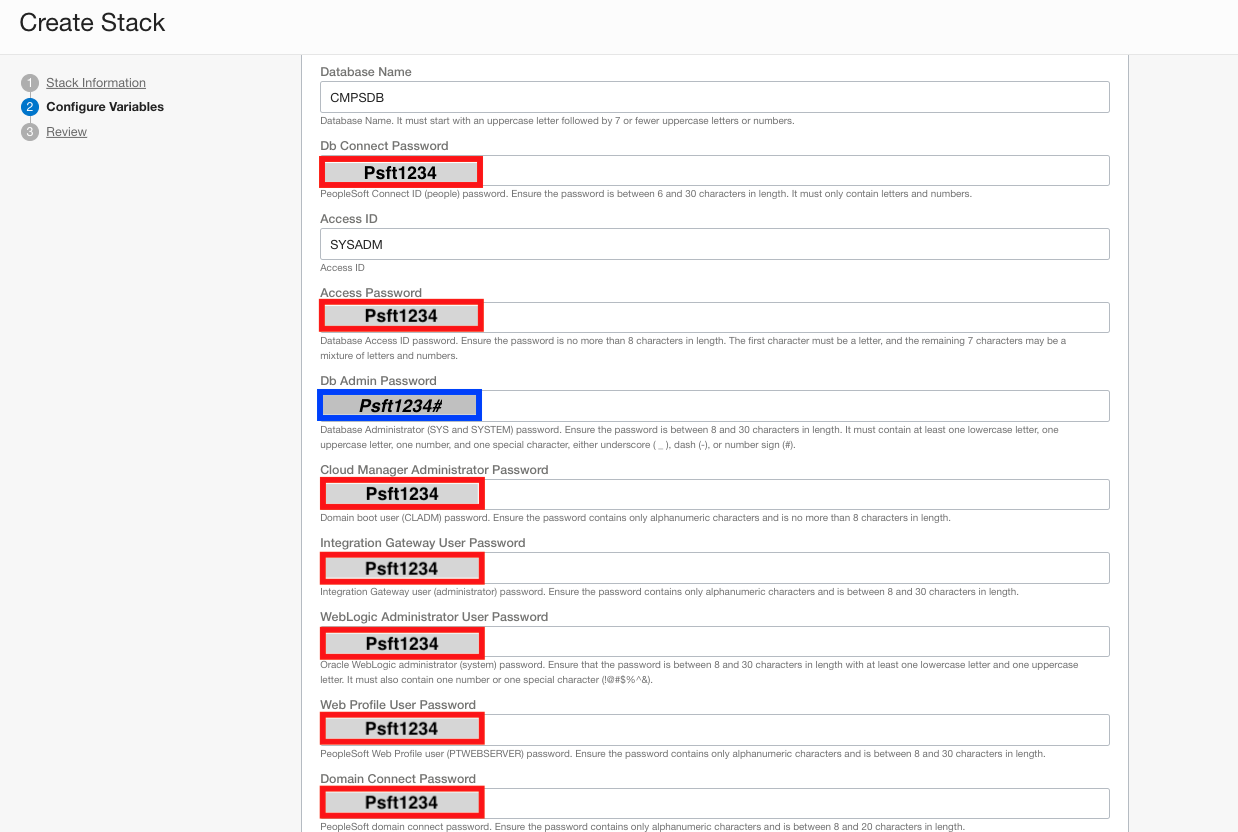 Create Stack
1 Stack Information
2 Configure Variables
3 Review
Database Name
CMPSDB
Database Name. It must start with an uppercase letter followed by 7 or fewer uppercase letters or numbers.
Db Connect Password
Psft1234
PeopleSoft Connect ID (people) password. Ensure the password is between 6 and 30 characters in length. It must only contain letters and numbers.
Access ID
SYSADM
Access ID
Access Password
Psft1234
Database Access ID password. Ensure the password is no more than 8 characters in length. The first character must be a letter, and the remaining 7 characters may be a
mixture of letters and numbers.
Db Admin Password
Psft1234#
Database Administrator (SYS and SYSTEM) password. Ensure the password is between 8 and 30 characters in length. It must contain at least one lowercase letter, one
uppercase letter, one number, and one special character, either underscore ( _ ), dash (-), or number sign (#).
Cloud Manager Administrator Password
Psft1234
Domain boot user (CLADM) password. Ensure the password contains only alphanumeric characters and is no more than 8 characters in length.
Integration Gateway User Password
Psft1234
Integration Gateway user (administrator) password. Ensure the password contains only alphanumeric characters and is between 8 and 30 characters in length.
WebLogic Administrator User Password
Psft1234
Oracle WebLogic administrator (system) password. Ensure that the password is between 8 and 30 characters in length with at least one lowercase letter and one uppercase
letter. It must also contain one number or one special character (!@#$%^&).
Web Profile User Password
Psft1234
PeopleSoft Web Profile user (PTWEBSERVER) password. Ensure the password contains only alphanumeric characters and is between 8 and 30 characters in length.
Domain Connect Password
Psft1234
PeopleSoft domain connect password. Ensure the password contains only alphanumeric characters and is between 8 and 20 characters in length.